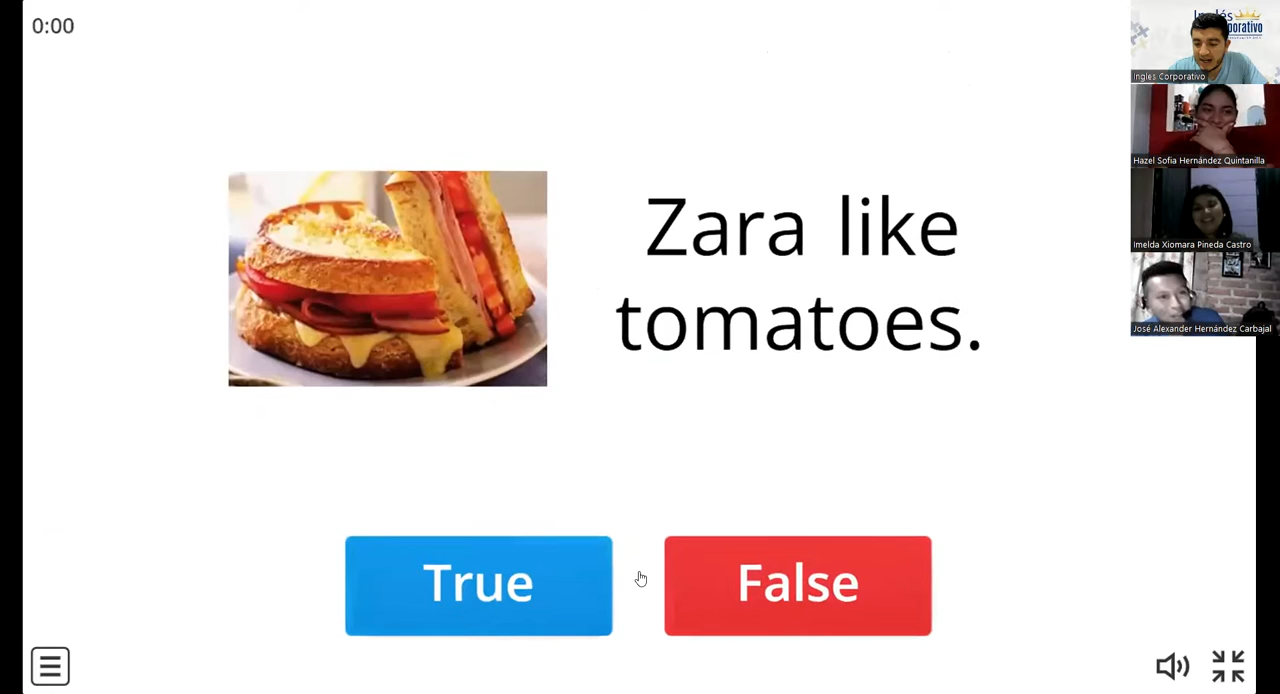 0:00
Zara like
tomatoes.
True
False
Inglés
Ingles Corporativo
Hazel Sofia Hernández Quintanilla
Imelda Xiomara Pineda Castro
José Alexander Hernández Carbajal